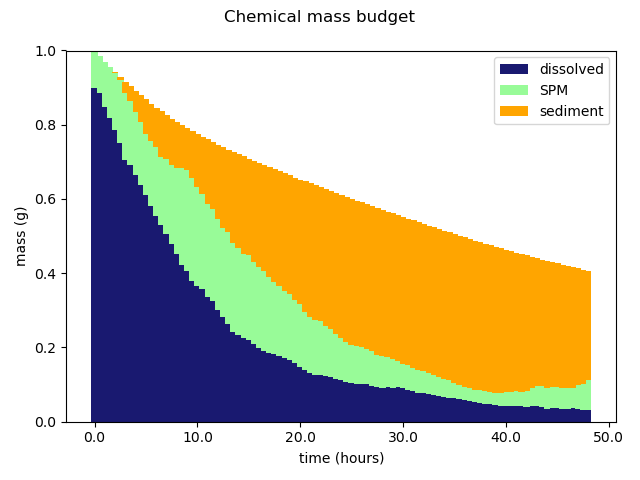 Chemical mass budget
1.0
0.8
0.6
0.4
0.2
0.0
mass (g)
dissolved
SPM
sediment
0.0 10.0 20.0 30.0 40.0 50.0
time (hours)